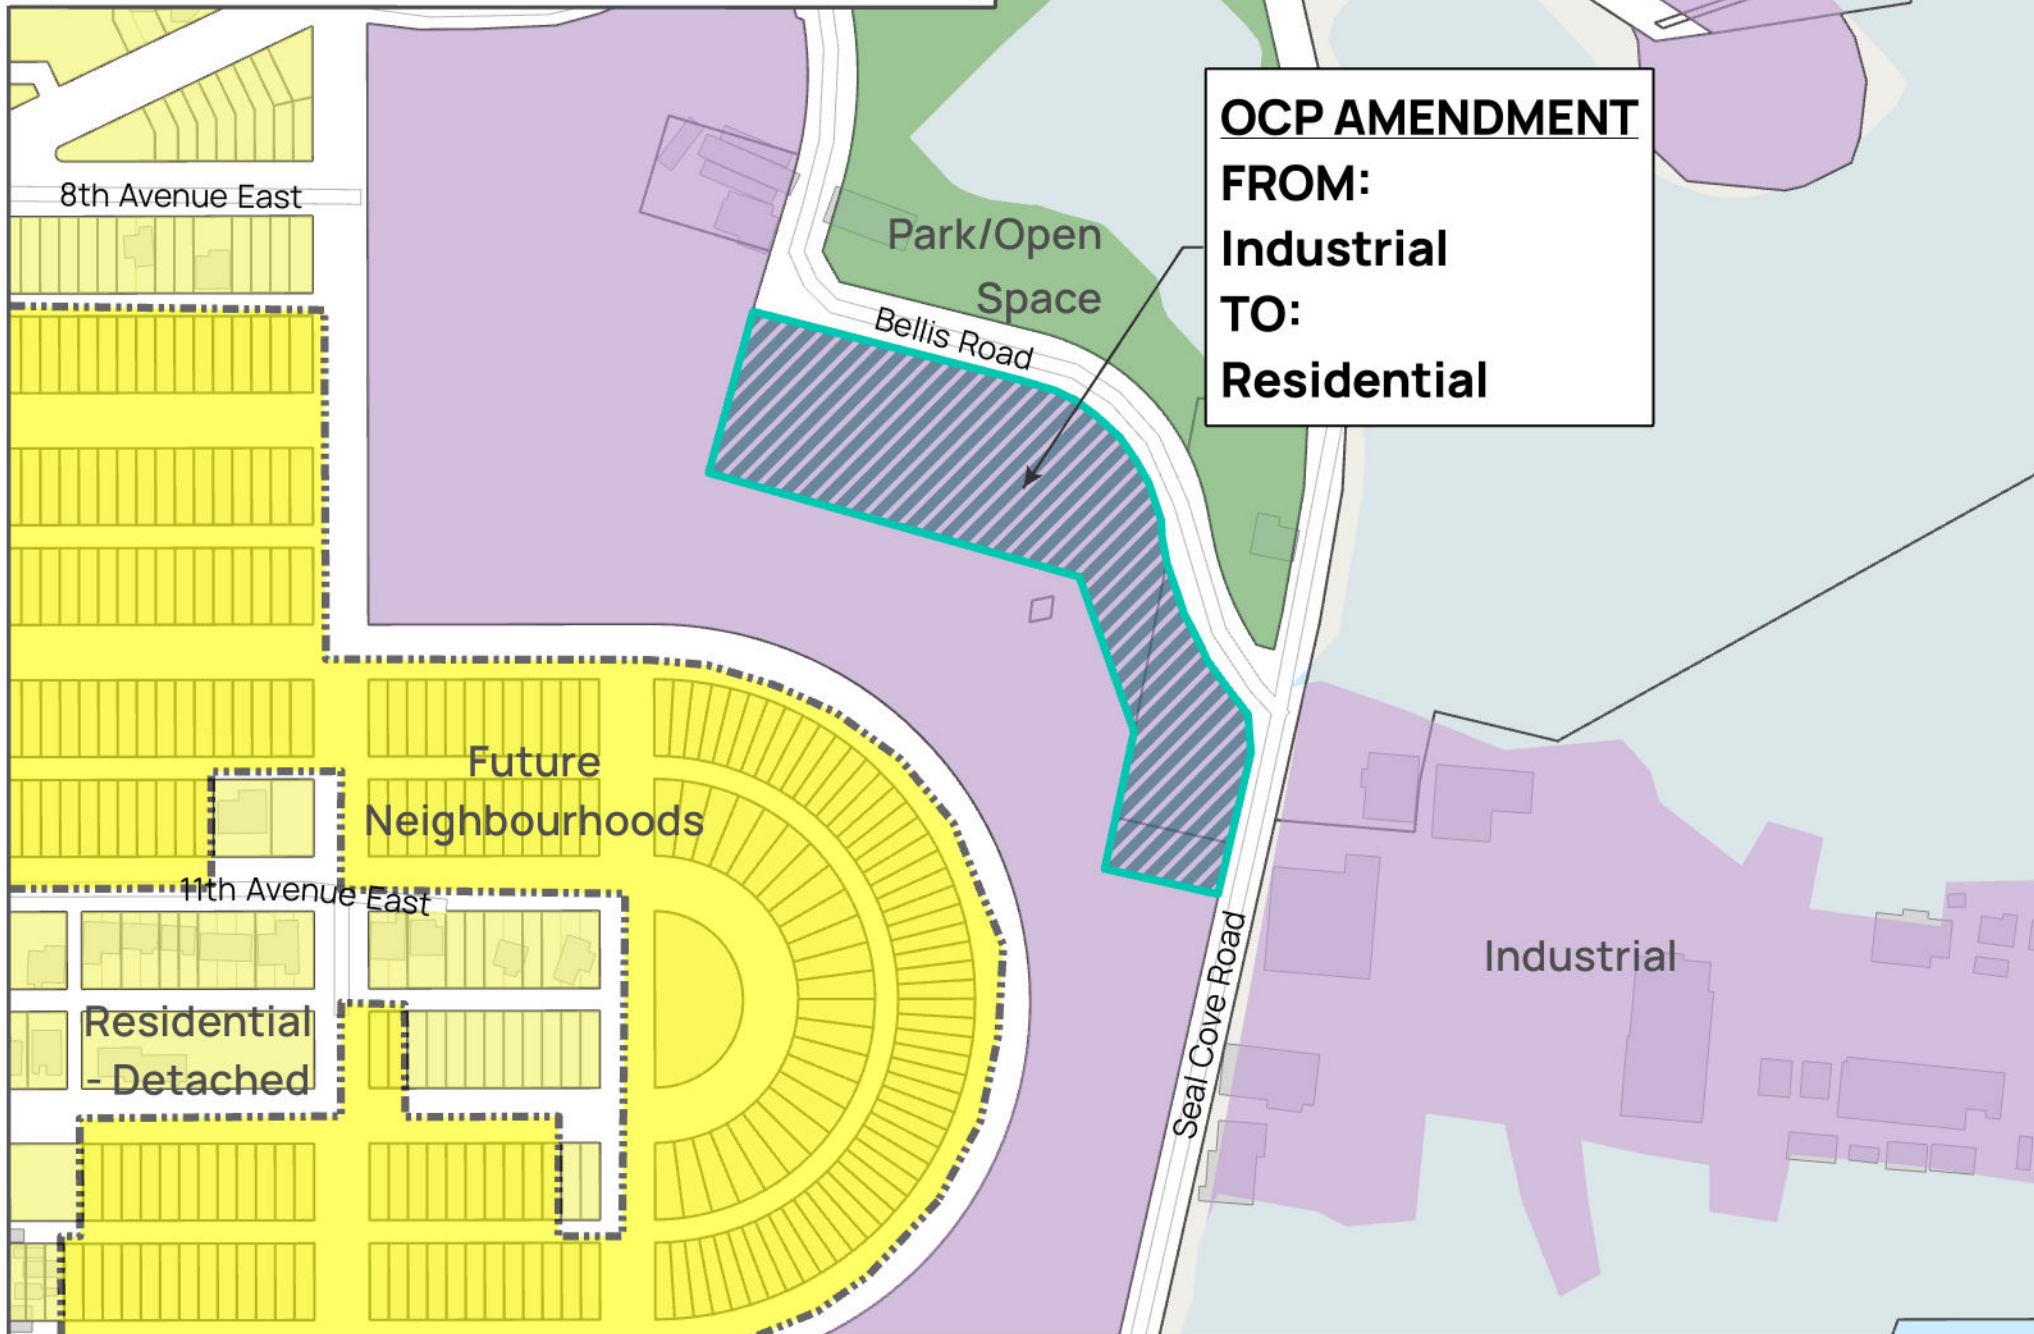 OCP AMENDMENT
FROM:
Industrial
TO:
Residential
8th Avenue East
Park/Open
Space
Bellis Road
Future
Neighbourhoods
11th Avenue East
Residential
- Detached
Seal Cove Road
Industrial